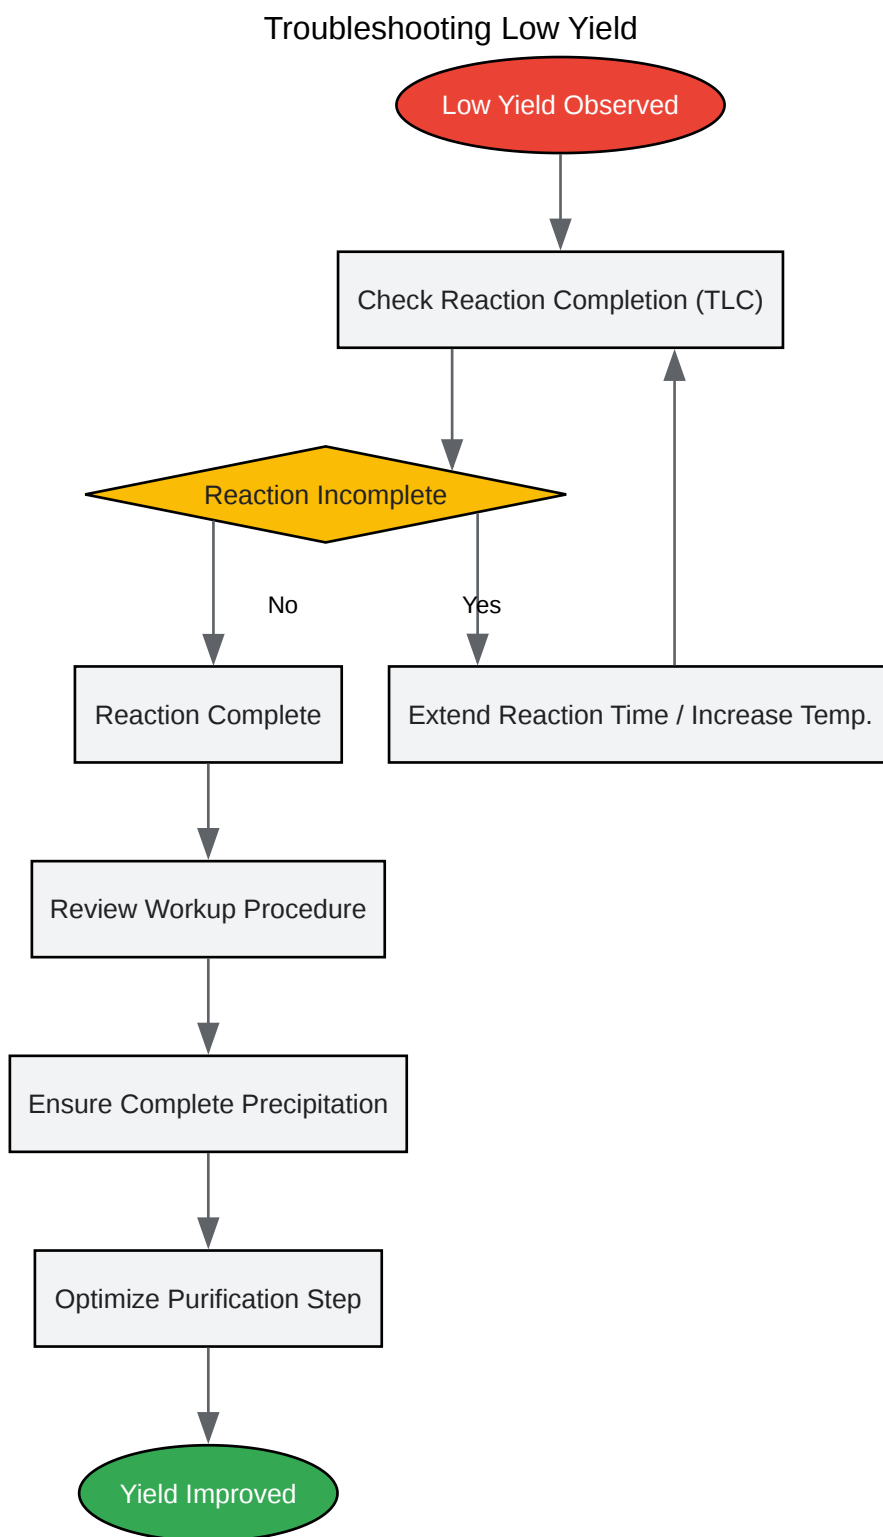 Troubleshooting Low Yield
Low Yield Observed
Check Reaction Completion (TLC)
Reaction Incomplete
No
Yes
Reaction Complete
Extend Reaction Time / Increase Temp.
Review Workup Procedure
Ensure Complete Precipitation
Optimize Purification Step
Yield Improved